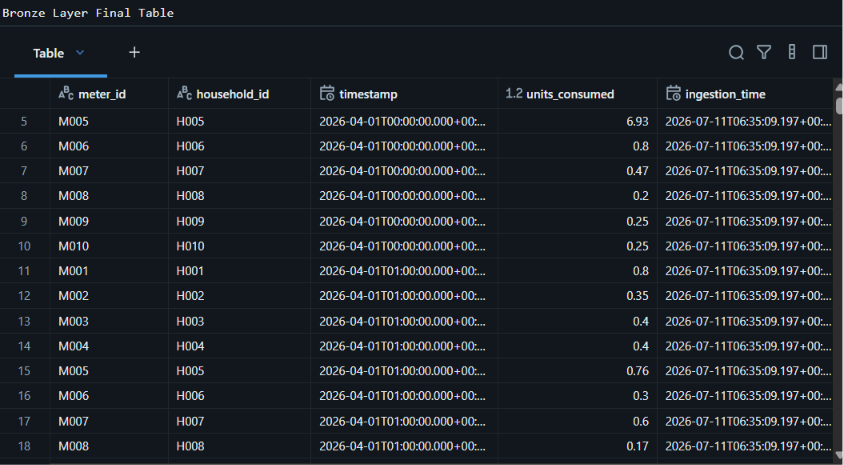 Bronze Layer Final Table
Table
meter_id household_id timestamp 1.2 units_consumed ingestion_time
5 M005 H005 2026-04-01T00:00:00.000+00:... 6.93 2026-07-11T06:35:09.197+00:...
6 M006 H006 2026-04-01T00:00:00.000+00:... 0.8 2026-07-11T06:35:09.197+00:...
7 M007 H007 2026-04-01T00:00:00.000+00:... 0.47 2026-07-11T06:35:09.197+00:...
8 M008 H008 2026-04-01T00:00:00.000+00:... 0.2 2026-07-11T06:35:09.197+00:...
9 M009 H009 2026-04-01T00:00:00.000+00:... 0.25 2026-07-11T06:35:09.197+00:...
10 M010 H010 2026-04-01T00:00:00.000+00:... 0.25 2026-07-11T06:35:09.197+00:...
11 M001 H001 2026-04-01T01:00:00.000+00:... 0.8 2026-07-11T06:35:09.197+00:...
12 M002 H002 2026-04-01T01:00:00.000+00:... 0.35 2026-07-11T06:35:09.197+00:...
13 M003 H003 2026-04-01T01:00:00.000+00:... 0.4 2026-07-11T06:35:09.197+00:...
14 M004 H004 2026-04-01T01:00:00.000+00:... 0.4 2026-07-11T06:35:09.197+00:...
15 M005 H005 2026-04-01T01:00:00.000+00:... 0.76 2026-07-11T06:35:09.197+00:...
16 M006 H006 2026-04-01T01:00:00.000+00:... 0.3 2026-07-11T06:35:09.197+00:...
17 M007 H007 2026-04-01T01:00:00.000+00:... 0.6 2026-07-11T06:35:09.197+00:...
18 M008 H008 2026-04-01T01:00:00.000+00:... 0.17 2026-07-11T06:35:09.197+00:...